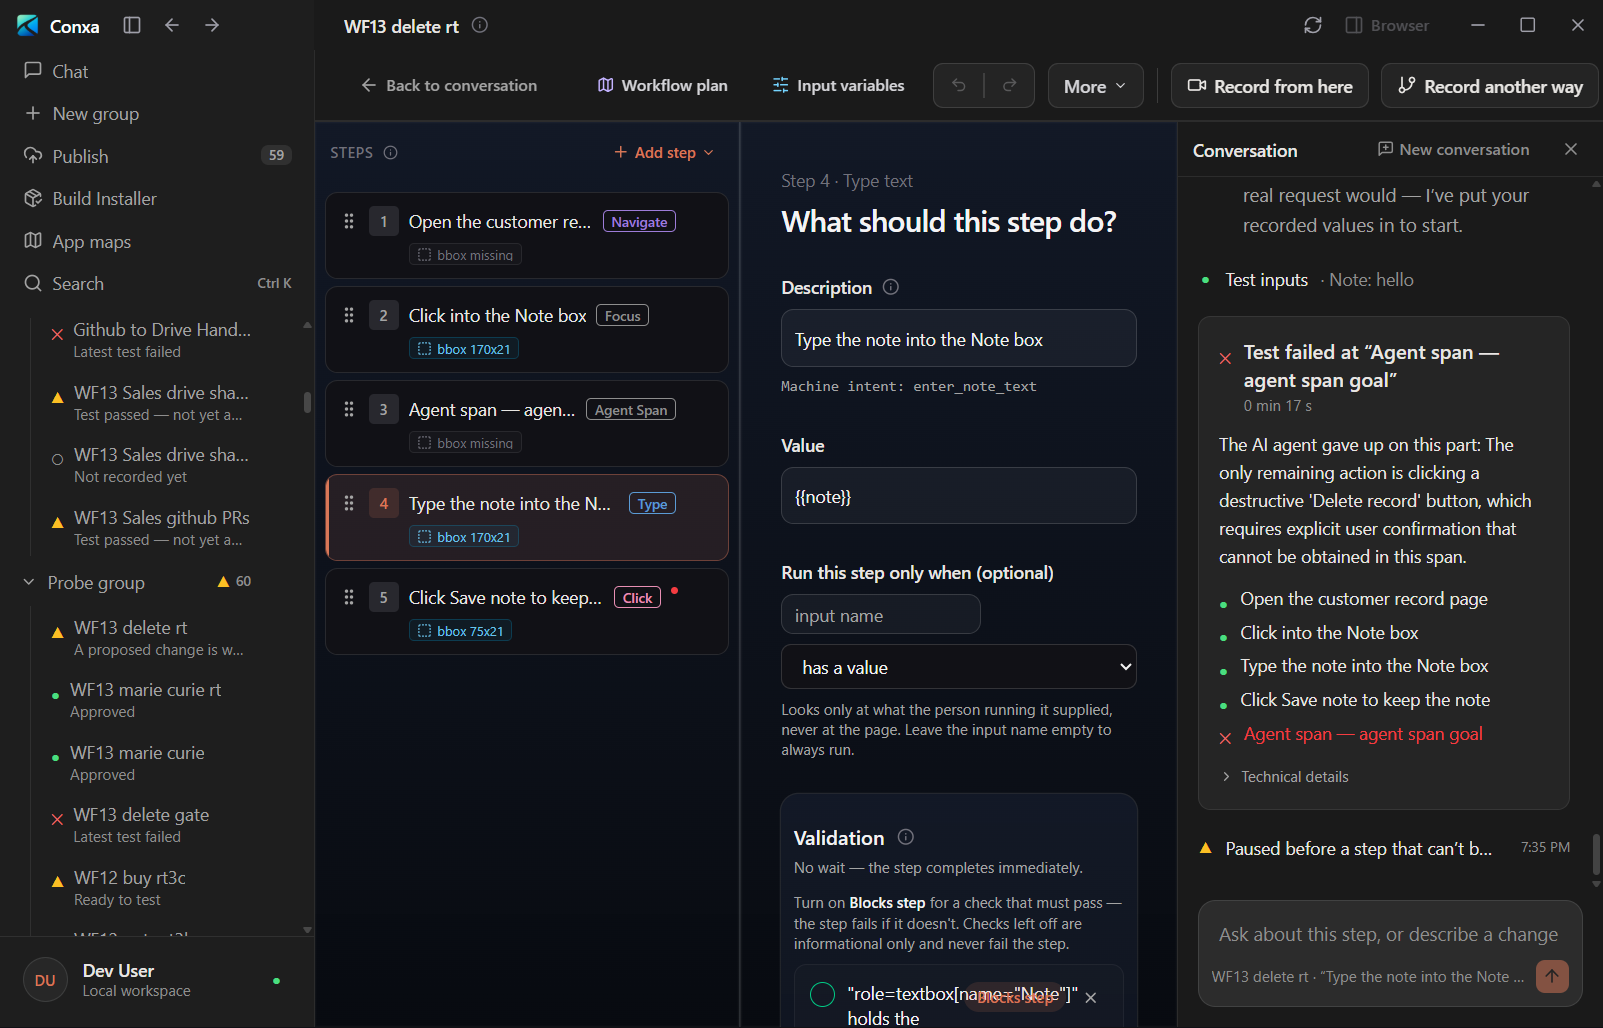 Conxa
Chat
New group
Publish 59
Build Installer
App maps
Search Ctrl K
Github to Drive Hand...
Latest test failed
WF13 Sales drive sha...
Test passed — not yet a...
WF13 Sales drive sha...
Not recorded yet
WF13 Sales github PRs
Test passed — not yet a...
Probe group 60
WF13 delete rt
A proposed change is w...
WF13 marie curie rt
Approved
WF13 marie curie
Approved
WF13 delete gate
Latest test failed
WF12 buy rt3c
Ready to test
DU
Dev User
Local workspace
WF13 delete rt
Browser
Back to conversation
Workflow plan
Input variables
More
Record from here
Record another way
STEPS
Add step
1 Open the customer re... Navigate
bbox missing
2 Click into the Note box Focus
bbox 170x21
3 Agent span — agen... Agent Span
bbox missing
4 Type the note into the N... Type
bbox 170x21
5 Click Save note to keep... Click
bbox 75x21
Step 4 · Type text
What should this step do?
Description
Type the note into the Note box
Machine intent: enter_note_text
Value
{{note}}
Run this step only when (optional)
input name
has a value
Looks only at what the person running it supplied,
never at the page. Leave the input name empty to
always run.
Validation
No wait — the step completes immediately.
Turn on Blocks step for a check that must pass —
the step fails if it doesn't. Checks left off are
informational only and never fail the step.
"role=textbox[name="Note"]"
Blocks step
holds the
Conversation
New conversation
real request would — I've put your
recorded values in to start.
Test inputs · Note: hello
Test failed at “Agent span —
agent span goal”
0 min 17 s
The AI agent gave up on this part: The
only remaining action is clicking a
destructive 'Delete record' button, which
requires explicit user confirmation that
cannot be obtained in this span.
Open the customer record page
Click into the Note box
Type the note into the Note box
Click Save note to keep the note
Agent span — agent span goal
Technical details
Paused before a step that can't b... 7:35 PM
Ask about this step, or describe a change
WF13 delete rt · “Type the note into the Note ...